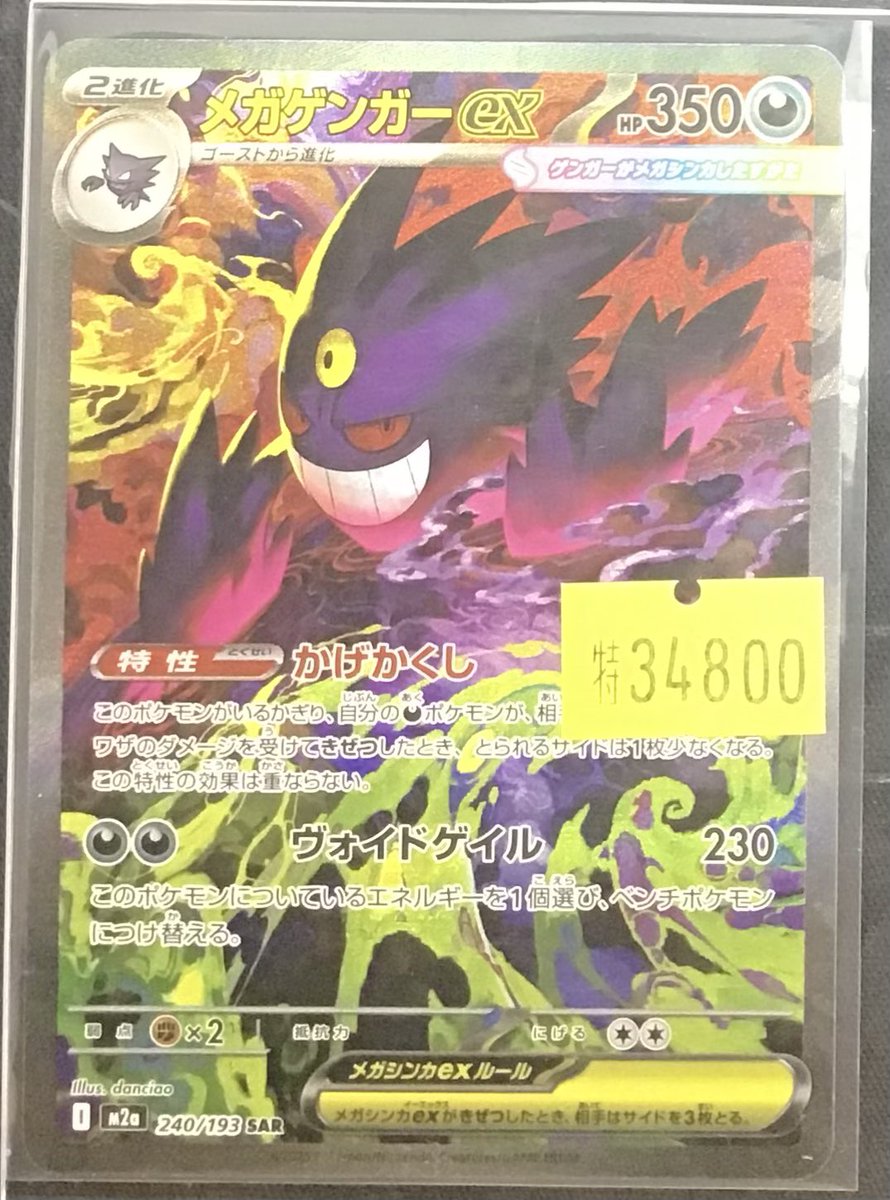 2進化
メガゲンガーex
HP350
ゴーストから進化
ゲンガーがメガシンカしたすがた
特性
とくせい
かげかくし
特34800
このポケモンがいるかぎり、自分の悪ポケモンが、相
ワザのダメージを受けてきぜつしたとき、とられるサイドは1枚少なくなる。
この特性の効果は重ならない。
ヴォイドゲイル 230
このポケモンについているエネルギーを1個選び、ベンチポケモン
につけ替える。
弱点 ×2 抵抗力 にげる
メガシンカexルール
メガシンカexがきぜつしたとき、相手はサイドを3枚とる。
Illus. danciao
I M2a 240/193 SAR